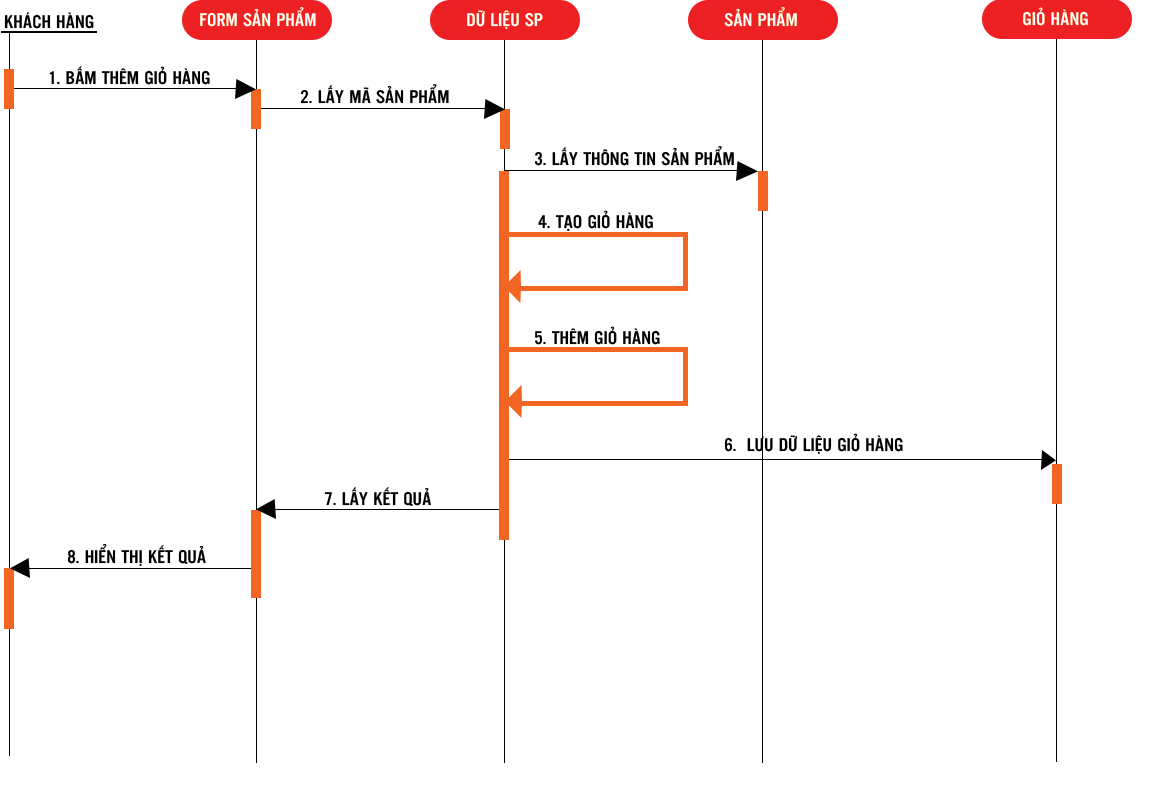 KHÁCH HÀNG
FORM SẢN PHẨM
DỮ LIỆU SP
SẢN PHẨM
GIỎ HÀNG
1. BẤM THÊM GIỎ HÀNG
2. LẤY MÃ SẢN PHẨM
3. LẤY THÔNG TIN SẢN PHẨM
4. TẠO GIỎ HÀNG
5. THÊM GIỎ HÀNG
6. LƯU DỮ LIỆU GIỎ HÀNG
7. LẤY KẾT QUẢ
8. HIỂN THỊ KẾT QUẢ